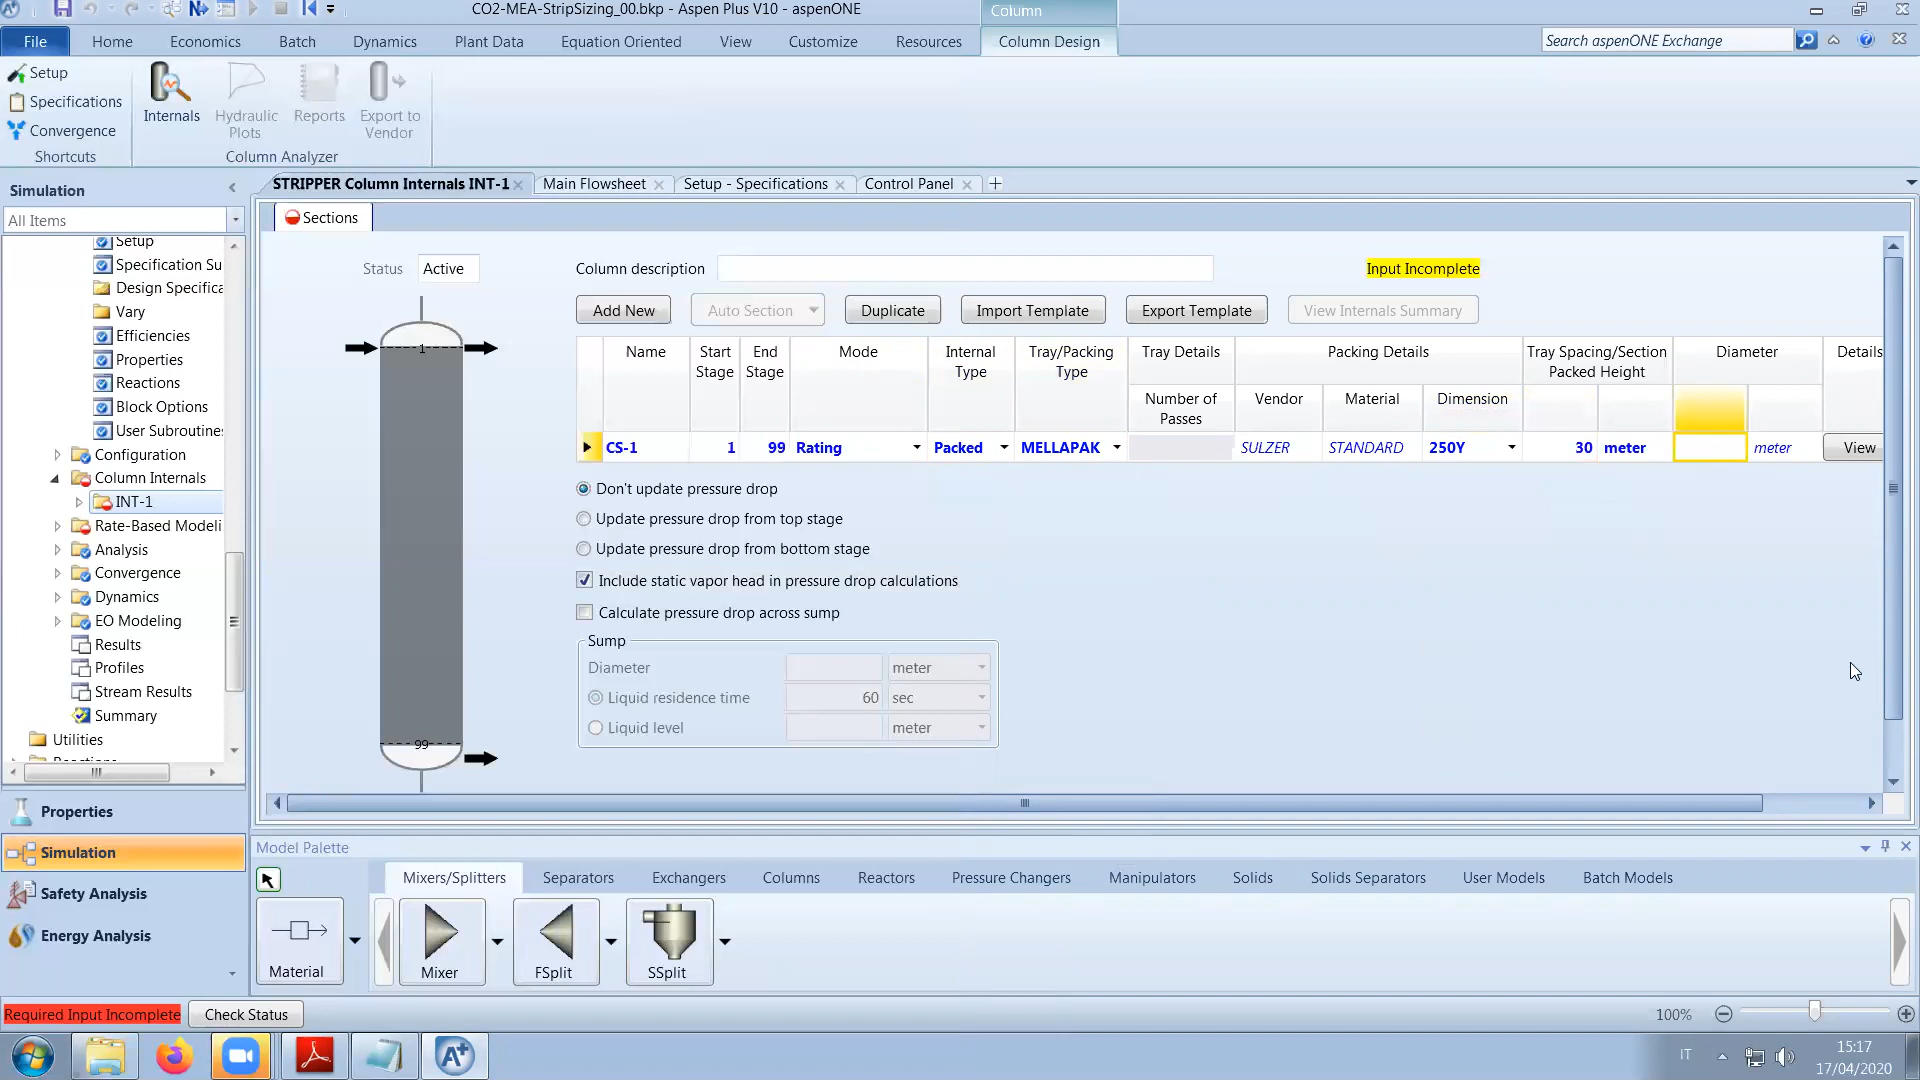 CO2-MEA-StripSizing_00.bkp - Aspen Plus V10 - aspenONE
Column
File
Home
Economics
Batch
Dynamics
Plant Data
Equation Oriented
View
Customize
Resources
Column Design
Search aspenONE Exchange
Setup
Specifications
Convergence
Shortcuts
Internals
Hydraulic
Plots
Reports
Export to
Vendor
Column Analyzer
Simulation
All Items
Setup
Specification Su
Design Specifica
Vary
Efficiencies
Properties
Reactions
Block Options
User Subroutine
Configuration
Column Internals
INT-1
Rate-Based Modeli
Analysis
Convergence
Dynamics
EO Modeling
Results
Profiles
Stream Results
Summary
Utilities
Properties
Simulation
Safety Analysis
Energy Analysis
STRIPPER Column Internals INT-1
Main Flowsheet
Setup - Specifications
Control Panel
Sections
Status
Active
Column description
Input Incomplete
Add New
Auto Section
Duplicate
Import Template
Export Template
View Internals Summary
Name
Start
Stage
End
Stage
Mode
Internal
Type
Tray/Packing
Type
Tray Details
Packing Details
Tray Spacing/Section
Packed Height
Diameter
Details
Number of
Passes
Vendor
Material
Dimension
CS-1
1
99
Rating
Packed
MELLAPAK
SULZER
STANDARD
250Y
30
meter
meter
View
1
99
Don't update pressure drop
Update pressure drop from top stage
Update pressure drop from bottom stage
Include static vapor head in pressure drop calculations
Calculate pressure drop across sump
Sump
Diameter
meter
Liquid residence time
60
sec
Liquid level
meter
Model Palette
Mixers/Splitters
Separators
Exchangers
Columns
Reactors
Pressure Changers
Manipulators
Solids
Solids Separators
User Models
Batch Models
Material
Mixer
FSplit
SSplit
Required Input Incomplete
Check Status
100%
IT
15:17
17/04/2020